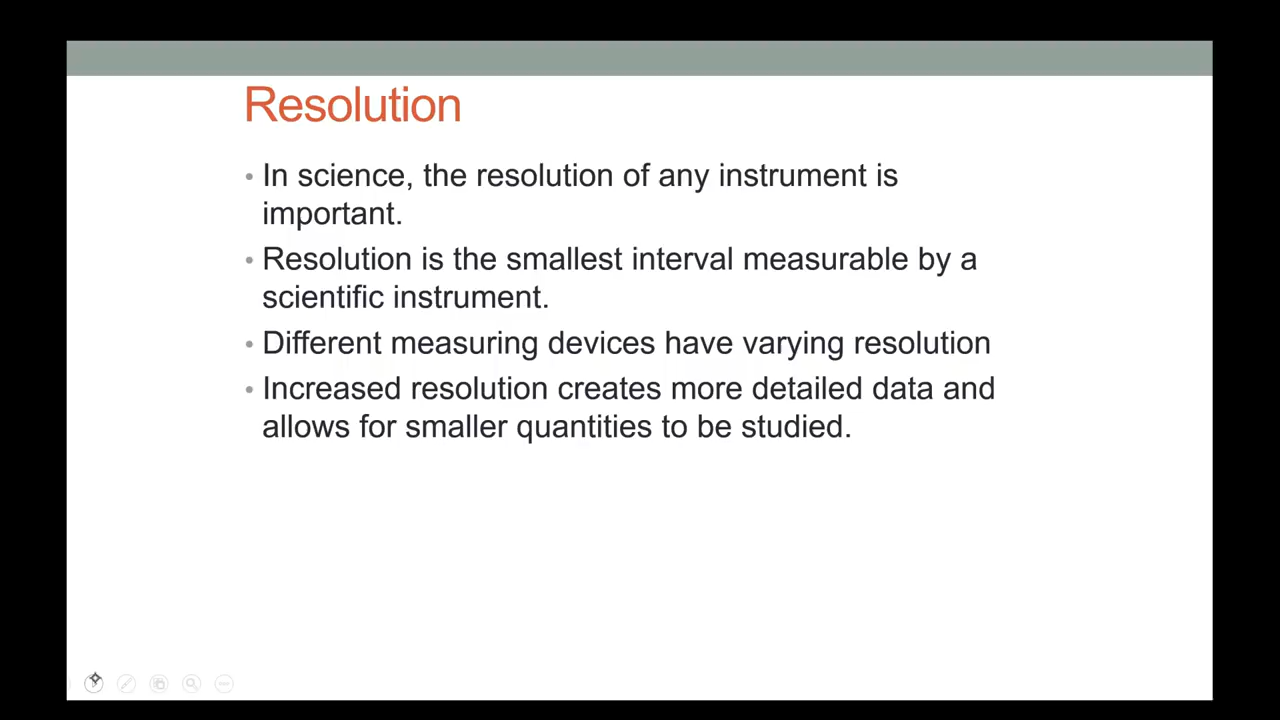 Resolution
• In science, the resolution of any instrument is
important.
• Resolution is the smallest interval measurable by a
scientific instrument.
• Different measuring devices have varying resolution
• Increased resolution creates more detailed data and
allows for smaller quantities to be studied.